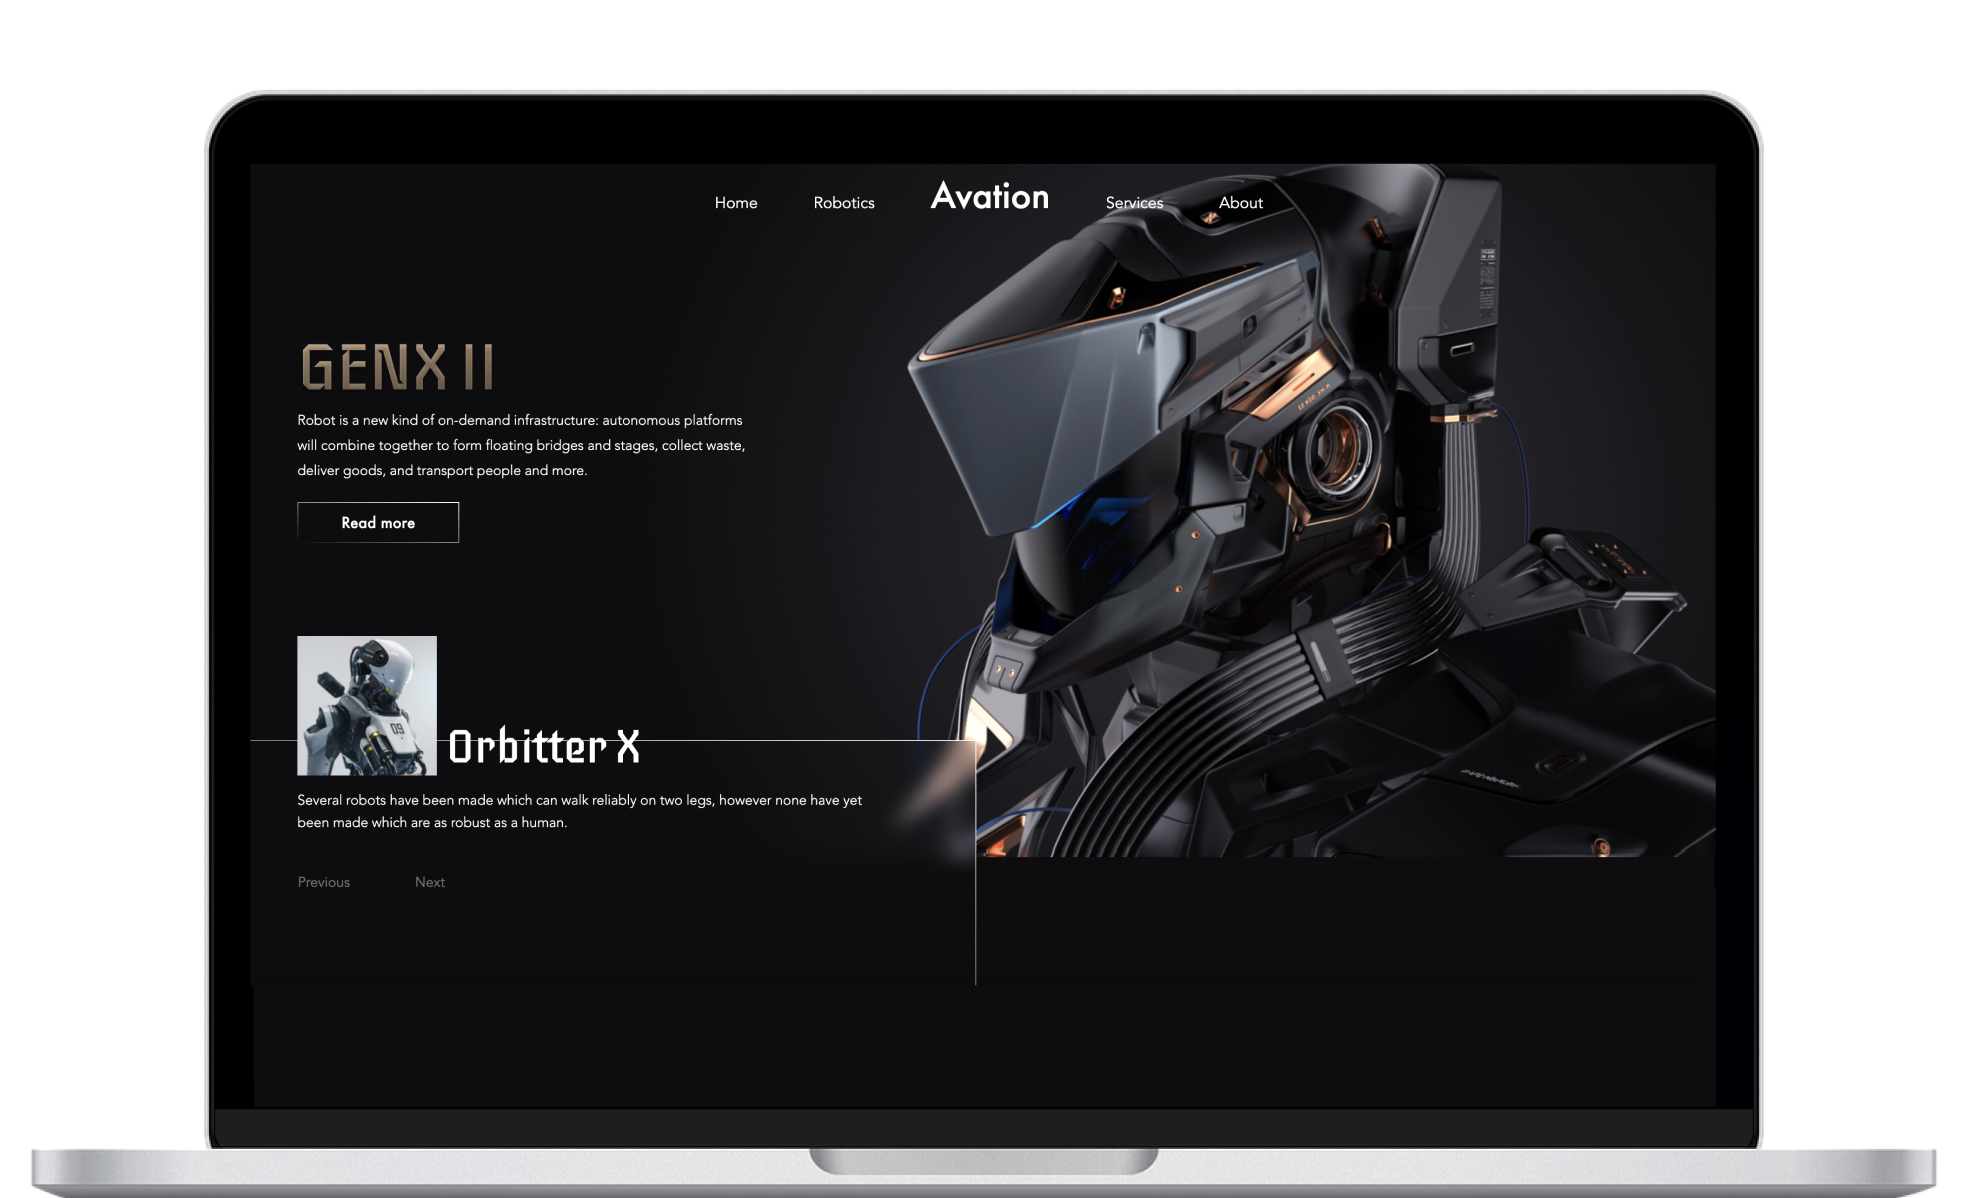 Home Robotics Avation Services About
GENX II
Robot is a new kind of on-demand infrastructure: autonomous platforms
will combine together to form floating bridges and stages, collect waste,
deliver goods, and transport people and more.
Read more
09
Orbitter X
Several robots have been made which can walk reliably on two legs, however none have yet
been made which are as robust as a human.
Previous Next